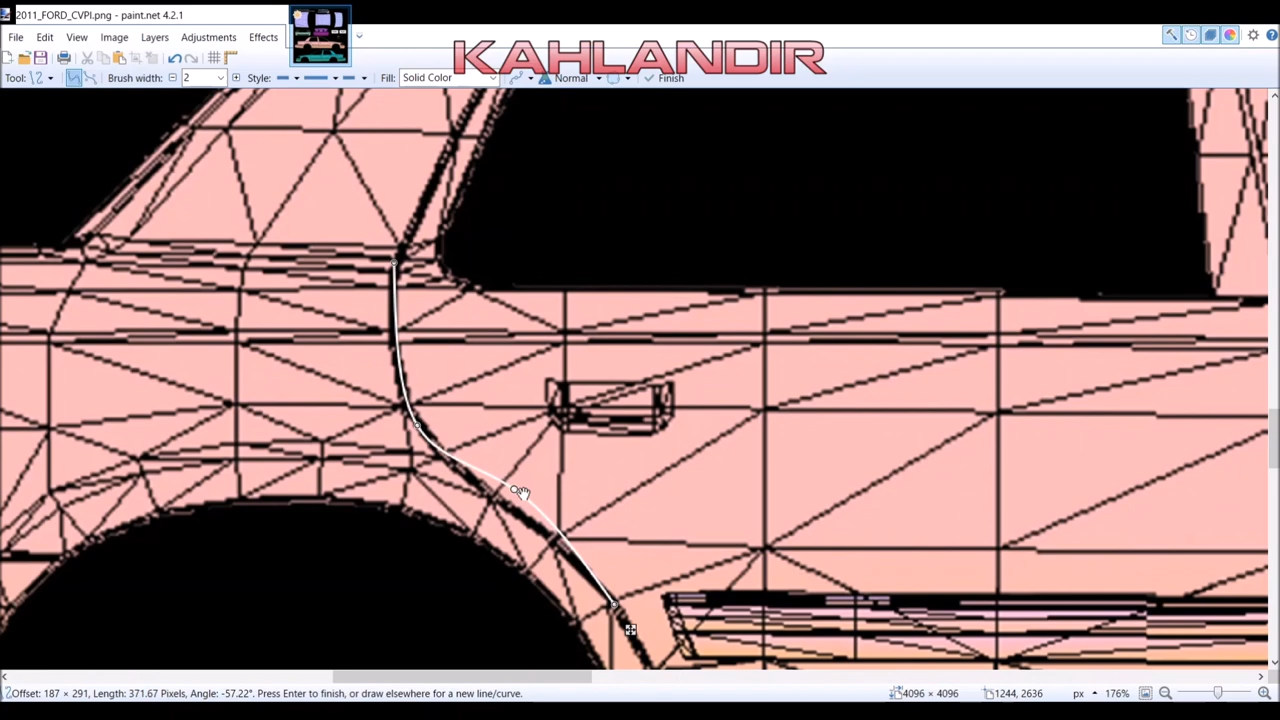 2011_FORD_CVPI.png - paint.net 4.2.1
File Edit View Image Layers Adjustments Effects
KAHLANDIR
Tool: Brush width: 2 Style: Fill: Solid Color Normal Finish
Offset: 187 × 291, Length: 371.67 Pixels, Angle: -57.22°. Press Enter to finish, or draw elsewhere for a new line/curve. 4096 × 4096 1244, 2636 px 176%